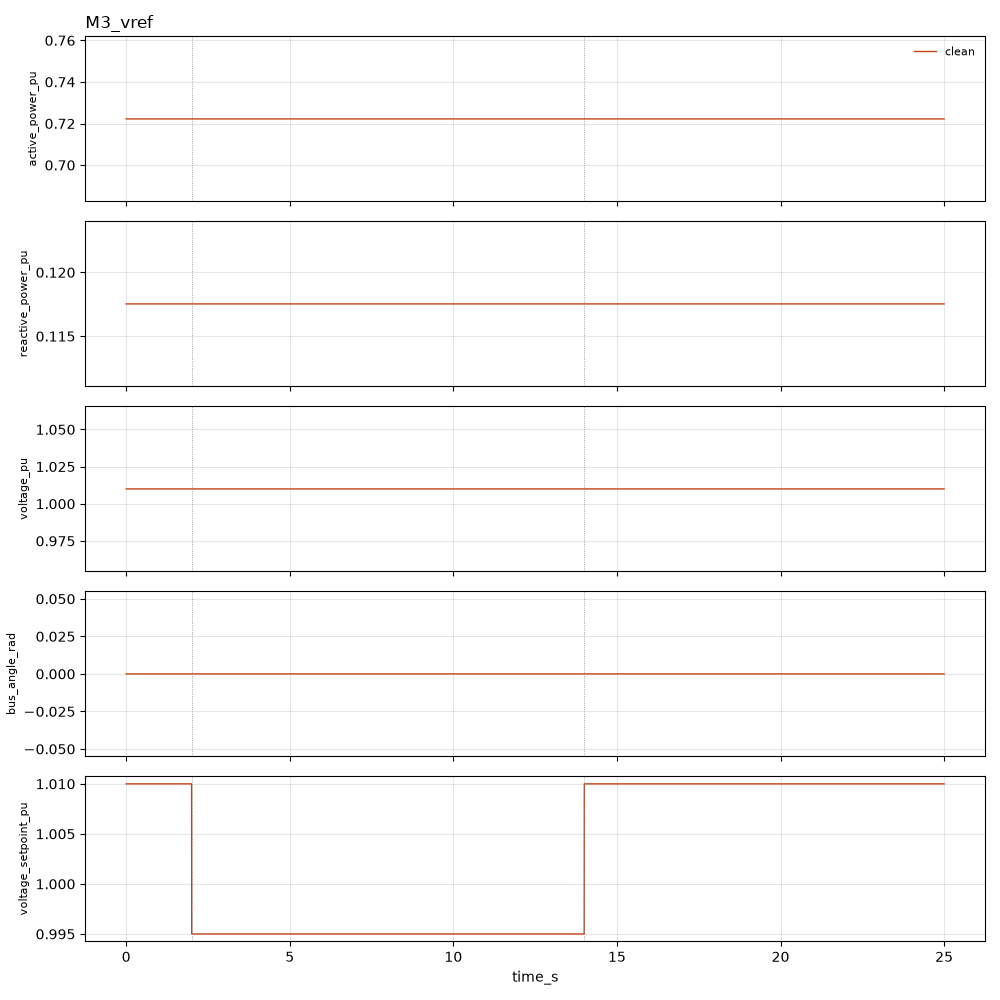 M3_vref
clean
active_power_pu
0.76
0.74
0.72
0.70
reactive_power_pu
0.120
0.115
voltage_pu
1.050
1.025
1.000
0.975
bus_angle_rad
0.050
0.025
0.000
−0.025
−0.050
voltage_setpoint_pu
1.010
1.005
1.000
0.995
0 5 10 15 20 25
time_s